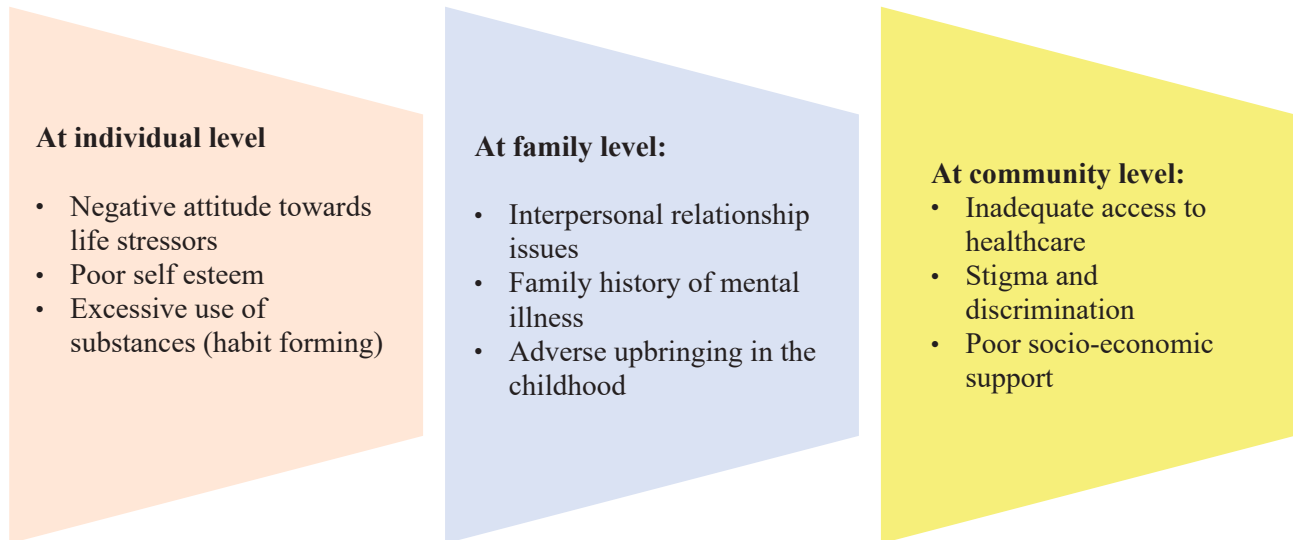 At individual level
• Negative attitude towards
life stressors
• Poor self esteem
• Excessive use of
substances (habit forming)
At family level:
• Interpersonal relationship
issues
• Family history of mental
illness
• Adverse upbringing in the
childhood
At community level:
• Inadequate access to
healthcare
• Stigma and
discrimination
• Poor socio-economic
support